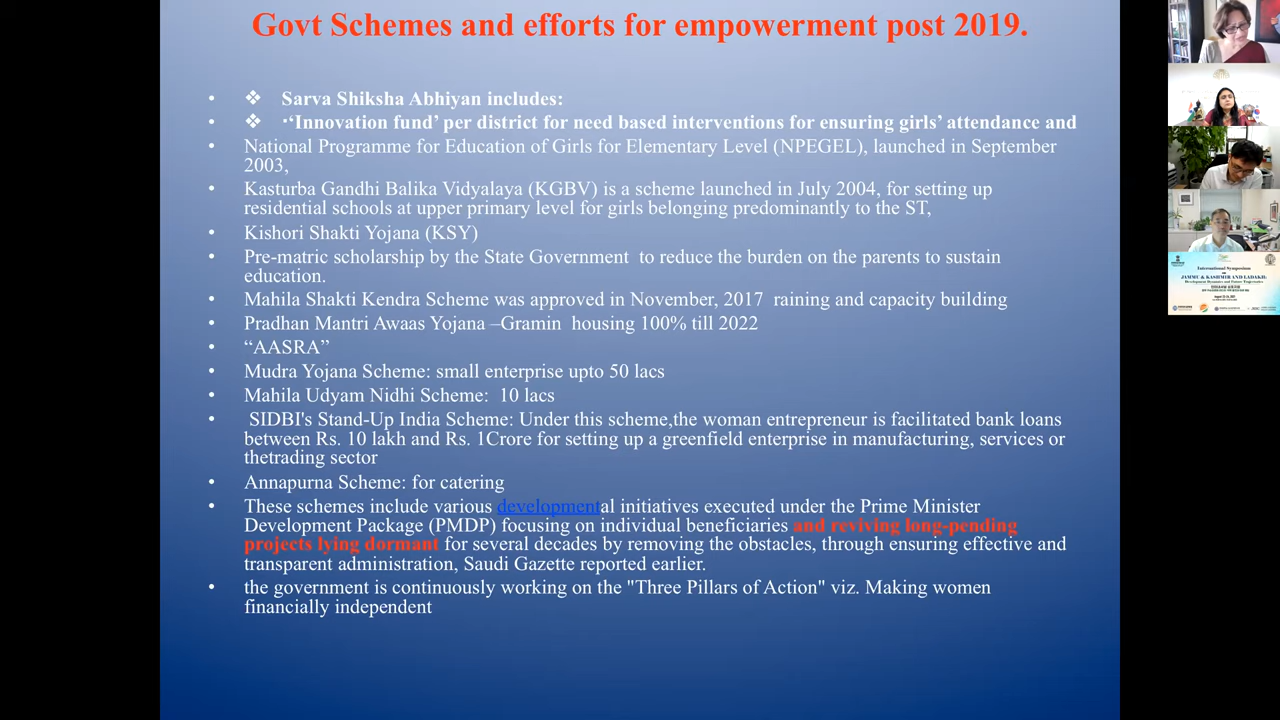 Govt Schemes and efforts for empowerment post 2019.
• ❖ Sarva Shiksha Abhiyan includes:
• ❖ ·‘Innovation fund’ per district for need based interventions for ensuring girls’ attendance and
• National Programme for Education of Girls for Elementary Level (NPEGEL), launched in September
2003,
• Kasturba Gandhi Balika Vidyalaya (KGBV) is a scheme launched in July 2004, for setting up
residential schools at upper primary level for girls belonging predominantly to the ST,
• Kishori Shakti Yojana (KSY)
• Pre-matric scholarship by the State Government to reduce the burden on the parents to sustain
education.
• Mahila Shakti Kendra Scheme was approved in November, 2017 raining and capacity building
• Pradhan Mantri Awaas Yojana –Gramin housing 100% till 2022
• “AASRA”
• Mudra Yojana Scheme: small enterprise upto 50 lacs
• Mahila Udyam Nidhi Scheme: 10 lacs
• SIDBI's Stand-Up India Scheme: Under this scheme,the woman entrepreneur is facilitated bank loans
between Rs. 10 lakh and Rs. 1Crore for setting up a greenfield enterprise in manufacturing, services or
thetrading sector
• Annapurna Scheme: for catering
• These schemes include various developmental initiatives executed under the Prime Minister
Development Package (PMDP) focusing on individual beneficiaries and reviving long-pending
projects lying dormant for several decades by removing the obstacles, through ensuring effective and
transparent administration, Saudi Gazette reported earlier.
• the government is continuously working on the "Three Pillars of Action" viz. Making women
financially independent
International Symposium
JAMMU & KASHMIR AND LADAKH:
Development Dynamics and Future Trajectories